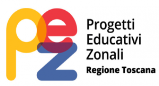 pez
Progetti
Educativi
Zonali
Regione Toscana